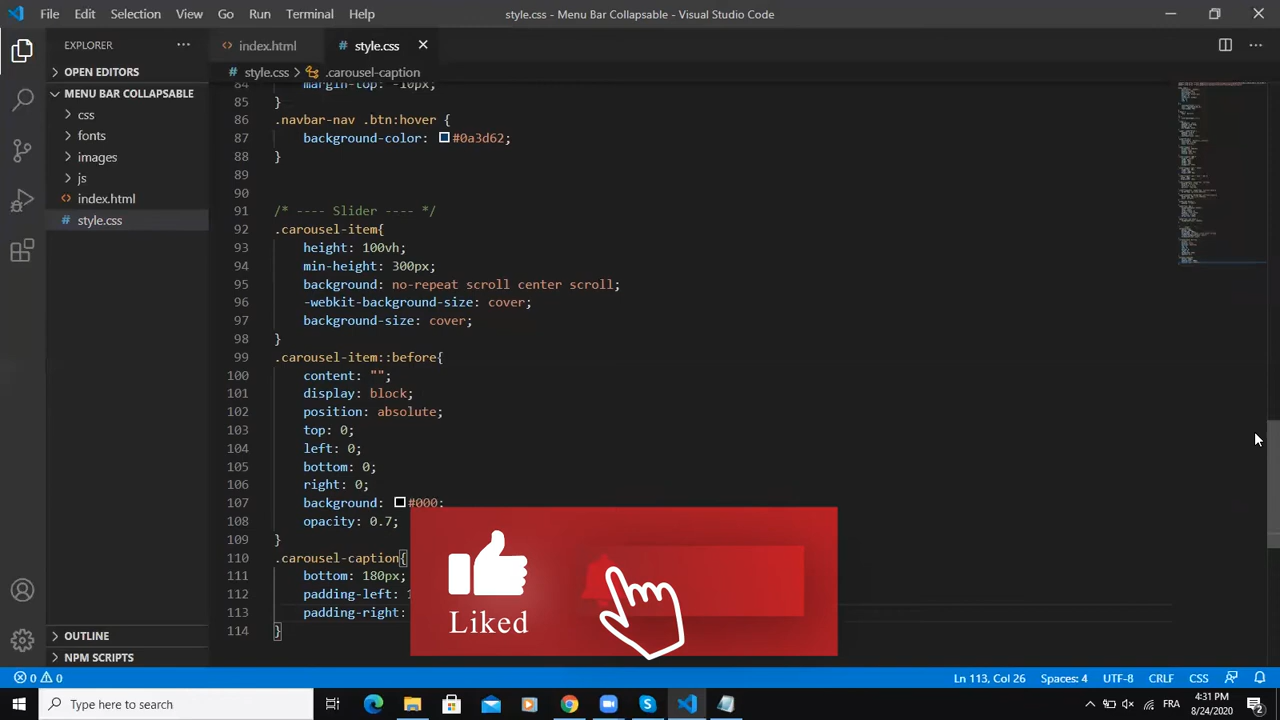 File Edit Selection View Go Run Terminal Help style.css - Menu Bar Collapsable - Visual Studio Code
EXPLORER
index.html style.css
OPEN EDITORS
style.css > .carousel-caption
MENU BAR COLLAPSABLE
css
fonts
images
js
index.html
style.css
84 margin-top: -10px;
85 }
86 .navbar-nav .btn:hover {
87 background-color: #0a3d62;
88 }
89
90
91 /* ---- Slider ---- */
92 .carousel-item{
93 height: 100vh;
94 min-height: 300px;
95 background: no-repeat scroll center scroll;
96 -webkit-background-size: cover;
97 background-size: cover;
98 }
99 .carousel-item::before{
100 content: "";
101 display: block;
102 position: absolute;
103 top: 0;
104 left: 0;
105 bottom: 0;
106 right: 0;
107 background: #000;
108 opacity: 0.7;
109 }
110 .carousel-caption{
111 bottom: 180px;
112 padding-left:
113 padding-right:
114 }
Liked
OUTLINE
NPM SCRIPTS
0 0 Ln 113, Col 26 Spaces: 4 UTF-8 CRLF CSS
Type here to search
FRA
4:31 PM
8/24/2020
2